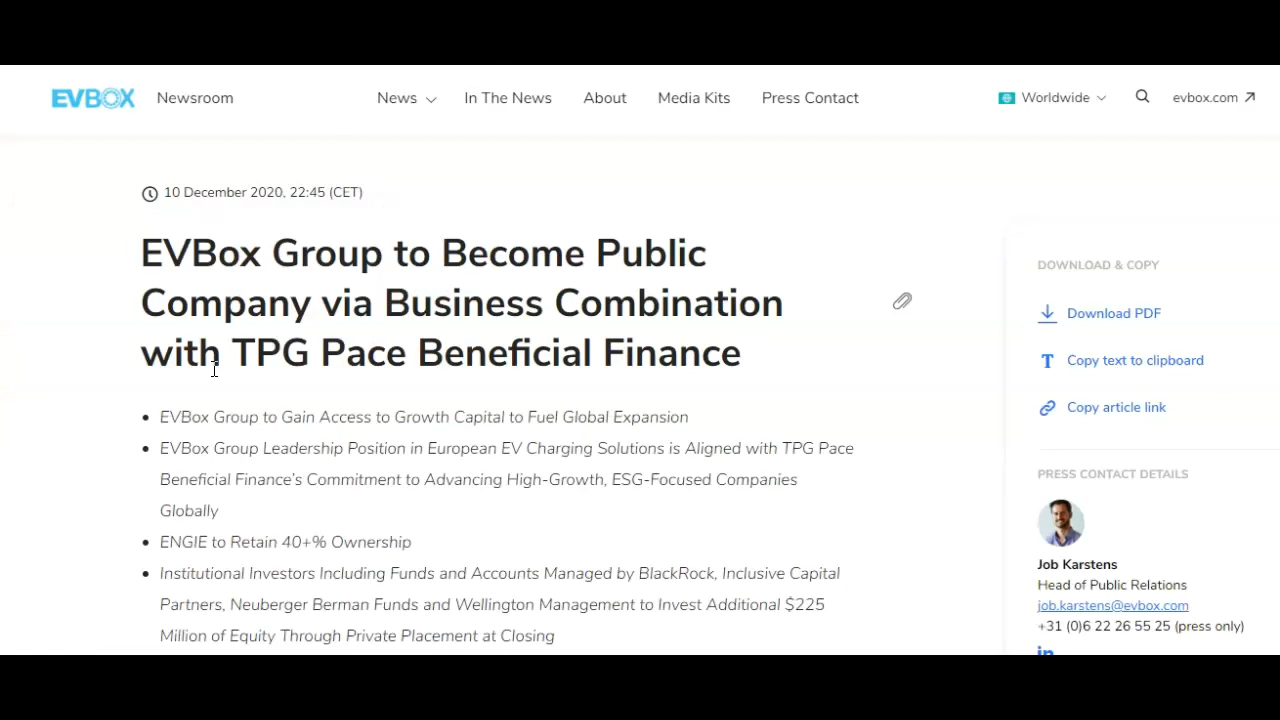 EVBOX Newsroom News In The News About Media Kits Press Contact Worldwide evbox.com
10 December 2020, 22:45 (CET)
EVBox Group to Become Public
Company via Business Combination
with TPG Pace Beneficial Finance
• EVBox Group to Gain Access to Growth Capital to Fuel Global Expansion
• EVBox Group Leadership Position in European EV Charging Solutions is Aligned with TPG Pace
Beneficial Finance’s Commitment to Advancing High-Growth, ESG-Focused Companies
Globally
• ENGIE to Retain 40+% Ownership
• Institutional Investors Including Funds and Accounts Managed by BlackRock, Inclusive Capital
Partners, Neuberger Berman Funds and Wellington Management to Invest Additional $225
Million of Equity Through Private Placement at Closing
DOWNLOAD & COPY
Download PDF
T Copy text to clipboard
Copy article link
PRESS CONTACT DETAILS
Job Karstens
Head of Public Relations
job.karstens@evbox.com
+31 (0)6 22 26 55 25 (press only)
in